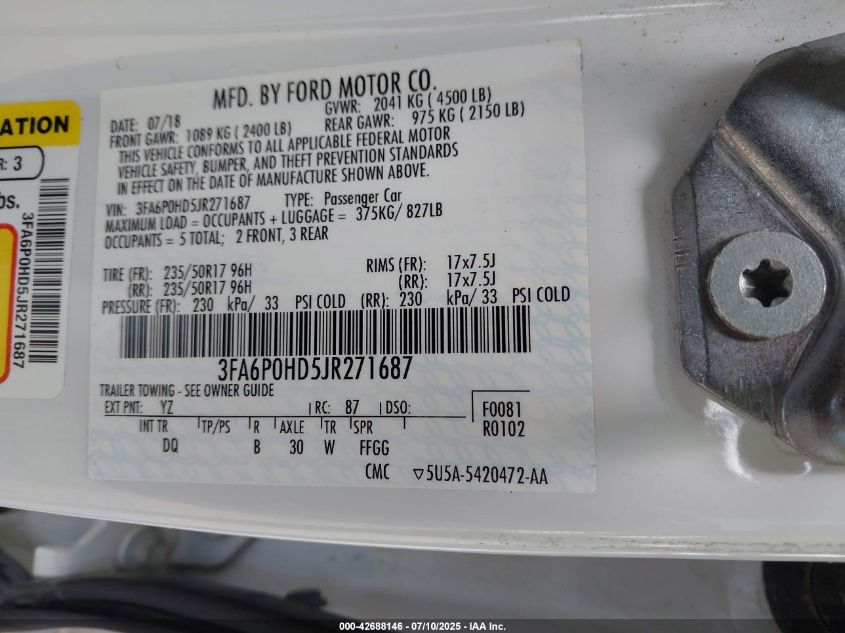 MFD. BY FORD MOTOR CO.
DATE: 07/18 GVWR: 2041 KG ( 4500 LB)
FRONT GAWR: 1089 KG ( 2400 LB) REAR GAWR: 975 KG ( 2150 LB)
THIS VEHICLE CONFORMS TO ALL APPLICABLE FEDERAL MOTOR
VEHICLE SAFETY, BUMPER, AND THEFT PREVENTION STANDARDS
IN EFFECT ON THE DATE OF MANUFACTURE SHOWN ABOVE.
VIN: 3FA6P0HD5JR271687 TYPE: Passenger Car
MAXIMUM LOAD = OCCUPANTS + LUGGAGE = 375KG/ 827LB
OCCUPANTS = 5 TOTAL; 2 FRONT, 3 REAR
TIRE (FR): 235/50R17 96H RIMS (FR): 17x7.5J
(RR): 235/50R17 96H (RR): 17x7.5J
PRESSURE (FR): 230 kPa/ 33 PSI COLD (RR): 230 kPa/ 33 PSI COLD
3FA6P0HD5JR271687
TRAILER TOWING - SEE OWNER GUIDE
EXT PNT: YZ RC: 87 DSO: F0081
INT TR TP/PS R AXLE TR SPR R0102
DQ B 30 W FFGG
CMC ▽5U5A-5420472-AA
ATION
R: 3
bs.
3FA6P0HD5JR271687
000-42688146 - 07/10/2025 - IAA Inc.